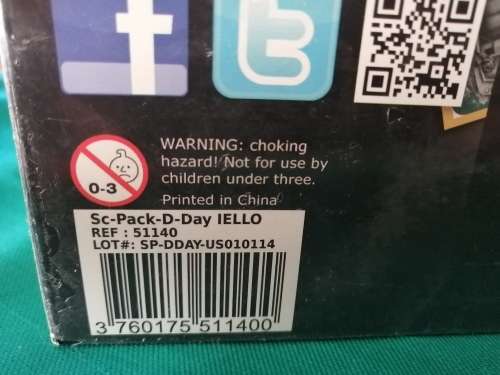 f
t
WARNING: choking
hazard! Not for use by
children under three.
Printed in China
0-3
Sc-Pack-D-Day IELLO
REF : 51140
LOT#: SP-DDAY-US010114
3 760175 511400